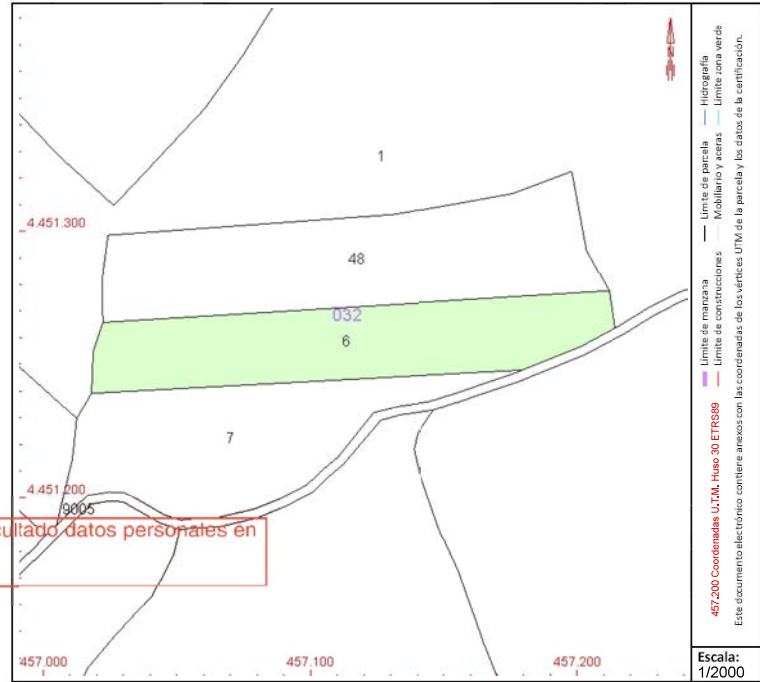 1
4.451.300
48
032
6
7
4.451.200
9005
cultado datos personales en
457.000
457.100
457.200
Límite de manzana
Límite de parcela
Hidrografía
Límite de construcciones
Mobiliario y aceras
Límite zona verde
457.200 Coordenadas U.T.M. Huso 30 ETRS89
Este documento electrónico contiene anexos con las coordenadas de los vértices UTM de la parcela y los datos de la certificación.
Escala:
1/2000